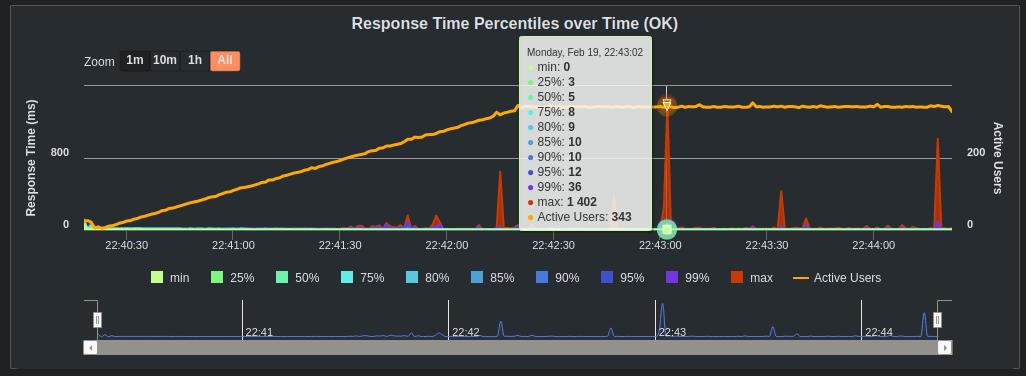 Response Time Percentiles over Time (OK)
Zoom 1m 10m 1h All
Monday, Feb 19, 22:43:02
min: 0
25%: 3
50%: 5
75%: 8
80%: 9
85%: 10
90%: 10
95%: 12
99%: 36
max: 1 402
Active Users: 343
Response Time (ms)
800
0
Active Users
200
0
22:40:30 22:41:00 22:41:30 22:42:00 22:42:30 22:43:00 22:43:30 22:44:00
min 25% 50% 75% 80% 85% 90% 95% 99% max Active Users
22:41 22:42 22:43 22:44